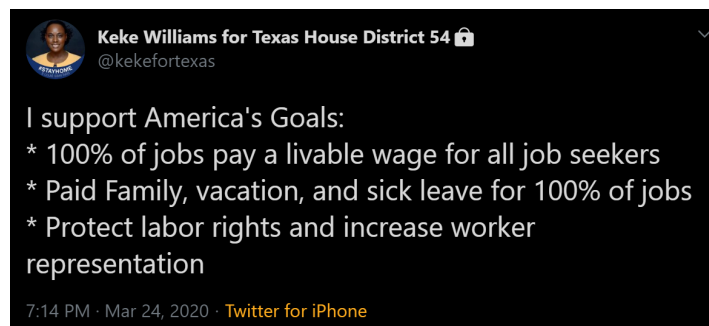 Keke Williams for Texas House District 54
@kekefortexas
#STAYHOME
I support America's Goals:
* 100% of jobs pay a livable wage for all job seekers
* Paid Family, vacation, and sick leave for 100% of jobs
* Protect labor rights and increase worker
representation
7:14 PM · Mar 24, 2020 · Twitter for iPhone